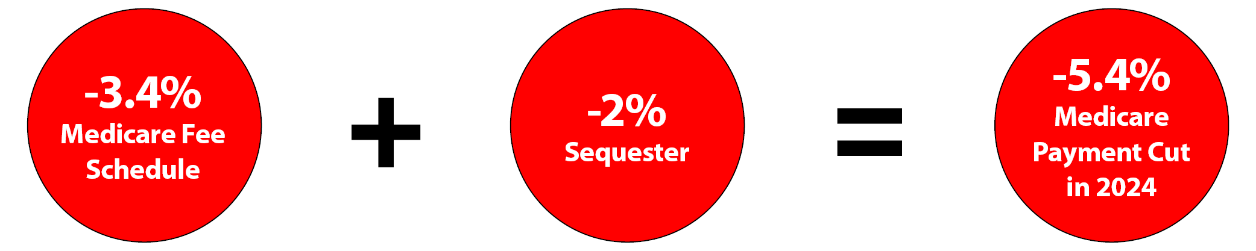 -3.4%
Medicare Fee
Schedule
+
-2%
Sequester
=
-5.4%
Medicare
Payment Cut
in 2024